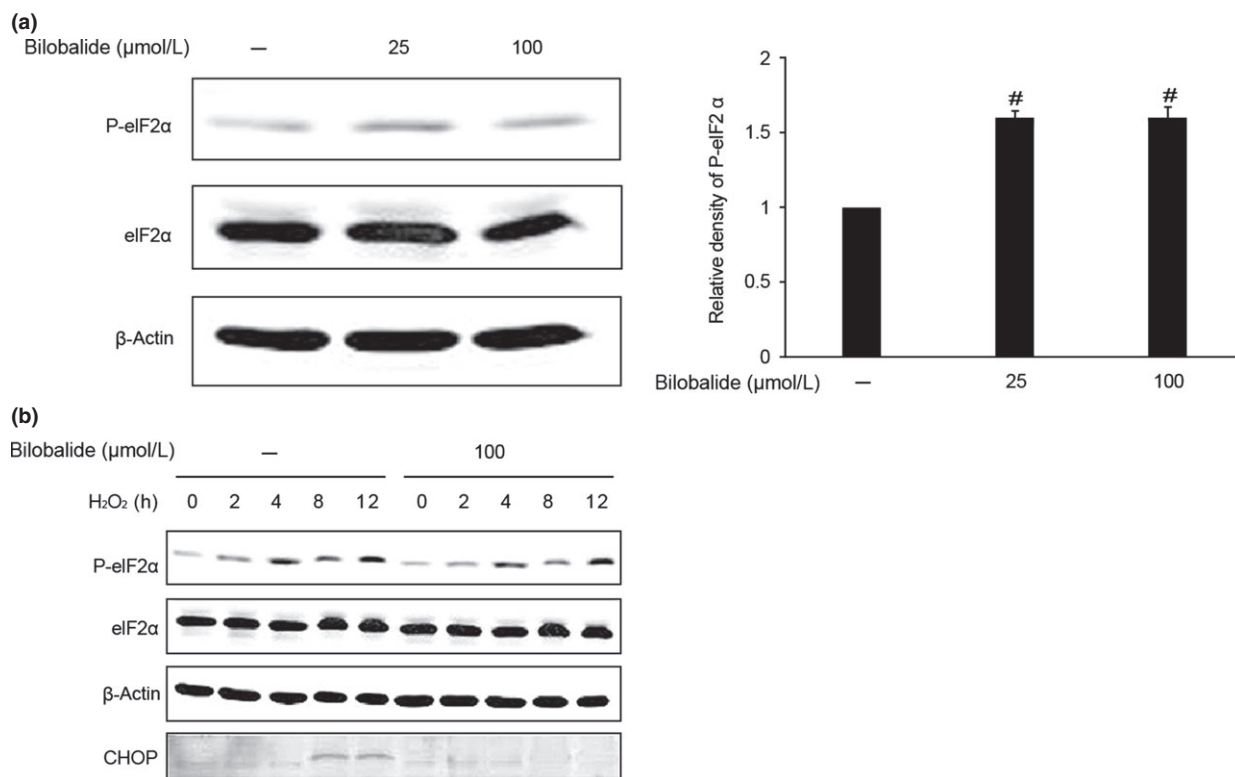 (a)
Bilobalide (μmol/L) – 25 100
P-eIF2α
eIF2α
β-Actin
Relative density of P-eIF2 α
2
1.5
1
0.5
0
# #
Bilobalide (μmol/L) – 25 100
(b)
Bilobalide (μmol/L) – 100
H₂O₂ (h) 0 2 4 8 12 0 2 4 8 12
P-eIF2α
eIF2α
β-Actin
CHOP